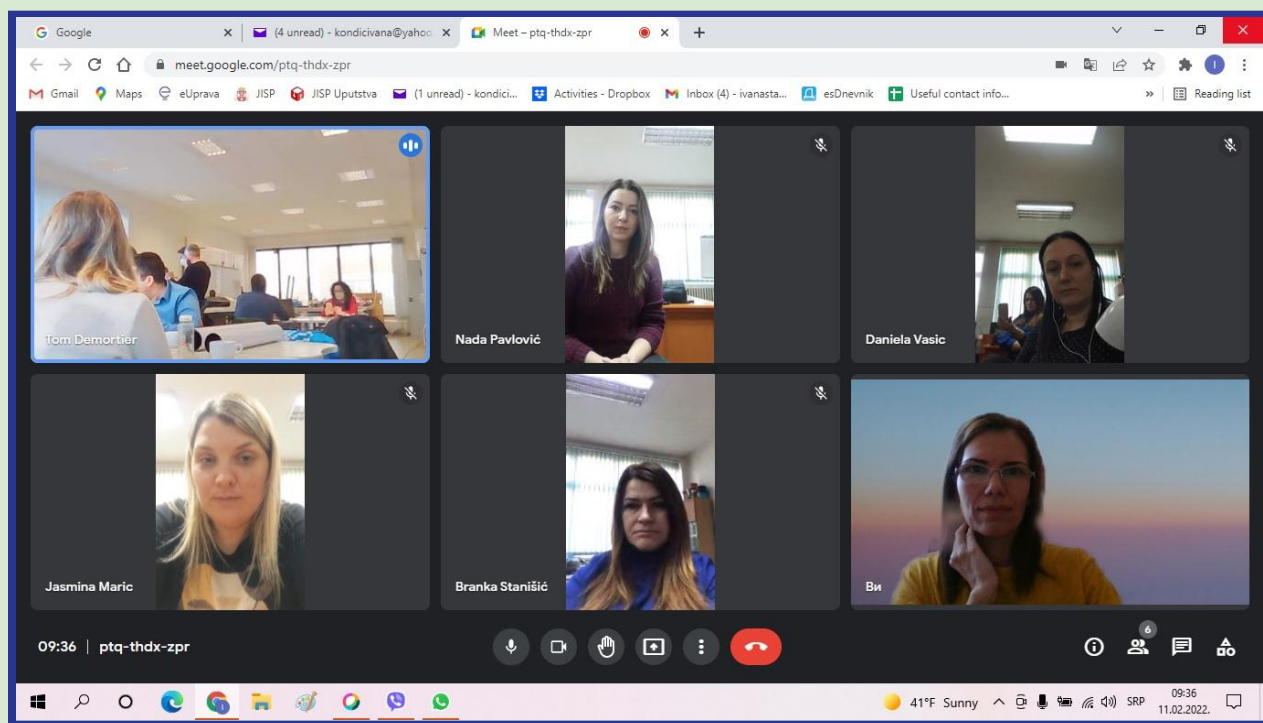 Google
(4 unread) - kondicivana@yahoo
Meet – ptq-thdx-zpr
meet.google.com/ptq-thdx-zpr
Gmail Maps eUprava JISP JISP Uputstva (1 unread) - kondici... Activities - Dropbox Inbox (4) - ivanasta... esDnevnik Useful contact info... » Reading list
Tom Demortier
Nada Pavlović
Daniela Vasic
Jasmina Maric
Branka Stanišić
Ви
09:36 | ptq-thdx-zpr
6
41°F Sunny
SRP
09:36
11.02.2022.